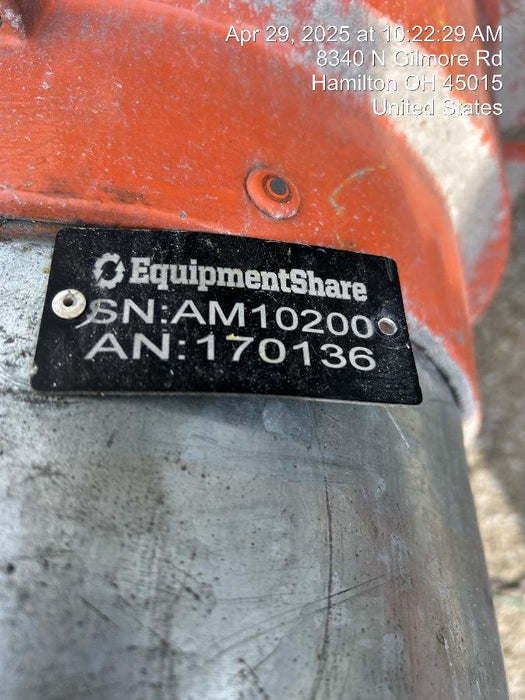 Apr 29, 2025 at 10:22:29 AM
8340 N Gilmore Rd
Hamilton OH 45015
United States
EquipmentShare
SN:AM10200
AN:170136